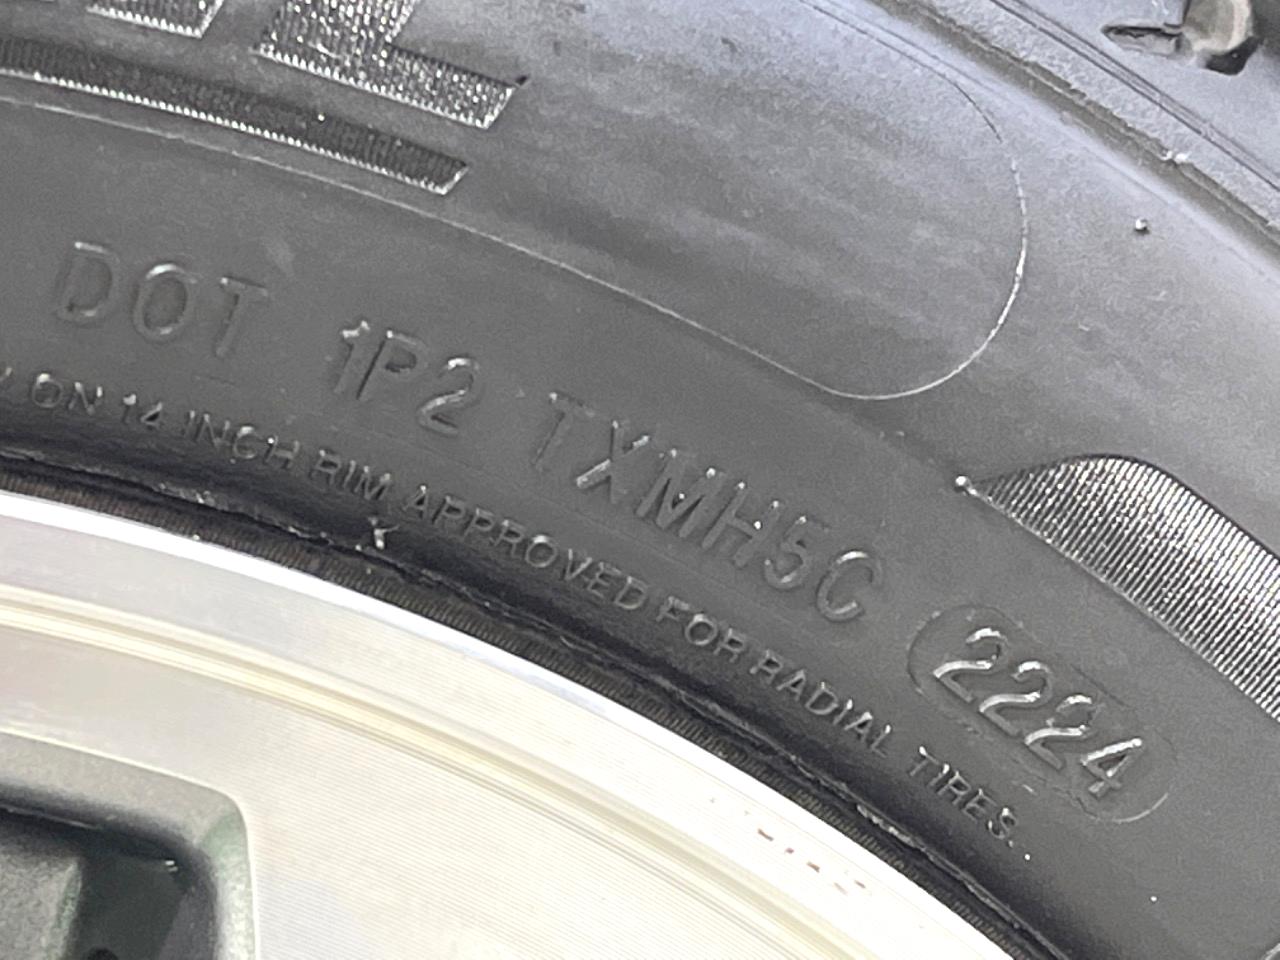 DOT 1P2 TXMH5C 2224
ON 14 INCH RIM APPROVED FOR RADIAL TIRES.